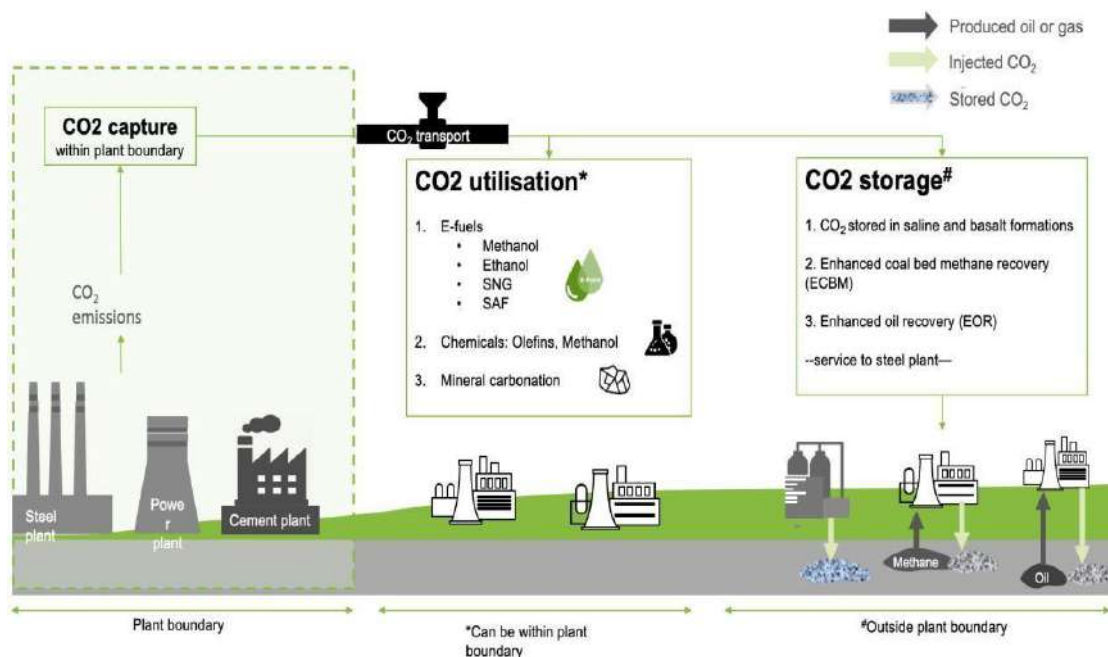 Produced oil or gas
Injected CO₂
Stored CO₂
CO2 capture
within plant boundary
CO₂ transport
CO₂
emissions
Steel
plant
Powe
r
plant
Cement plant
CO2 utilisation*
1. E-fuels
• Methanol
• Ethanol
• SNG
• SAF
2. Chemicals: Olefins, Methanol
3. Mineral carbonation
CO2 storage#
1. CO₂ stored in saline and basalt formations
2. Enhanced coal bed methane recovery
(ECBM)
3. Enhanced oil recovery (EOR)
--service to steel plant—
Methane
Oil
Plant boundary
*Can be within plant
boundary
#Outside plant boundary